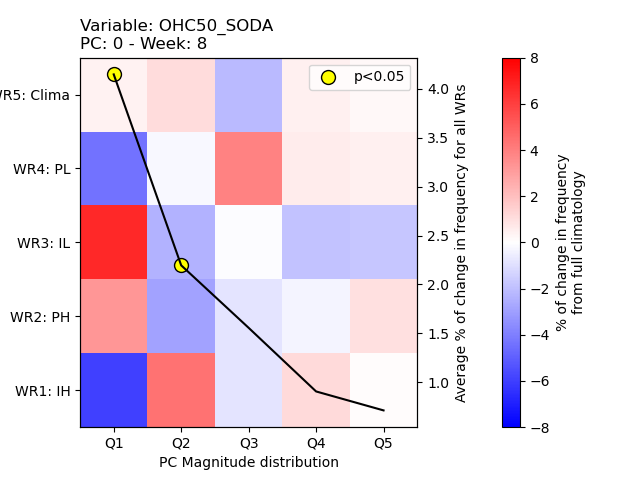 Variable: OHC50_SODA
PC: 0 - Week: 8
p<0.05
WR5: Clima
WR4: PL
WR3: IL
WR2: PH
WR1: IH
Q1 Q2 Q3 Q4 Q5
PC Magnitude distribution
4.0
3.5
3.0
2.5
2.0
1.5
1.0
Average % of change in frequency for all WRs
8
6
4
2
0
−2
−4
−6
−8
% of change in frequency
from full climatology